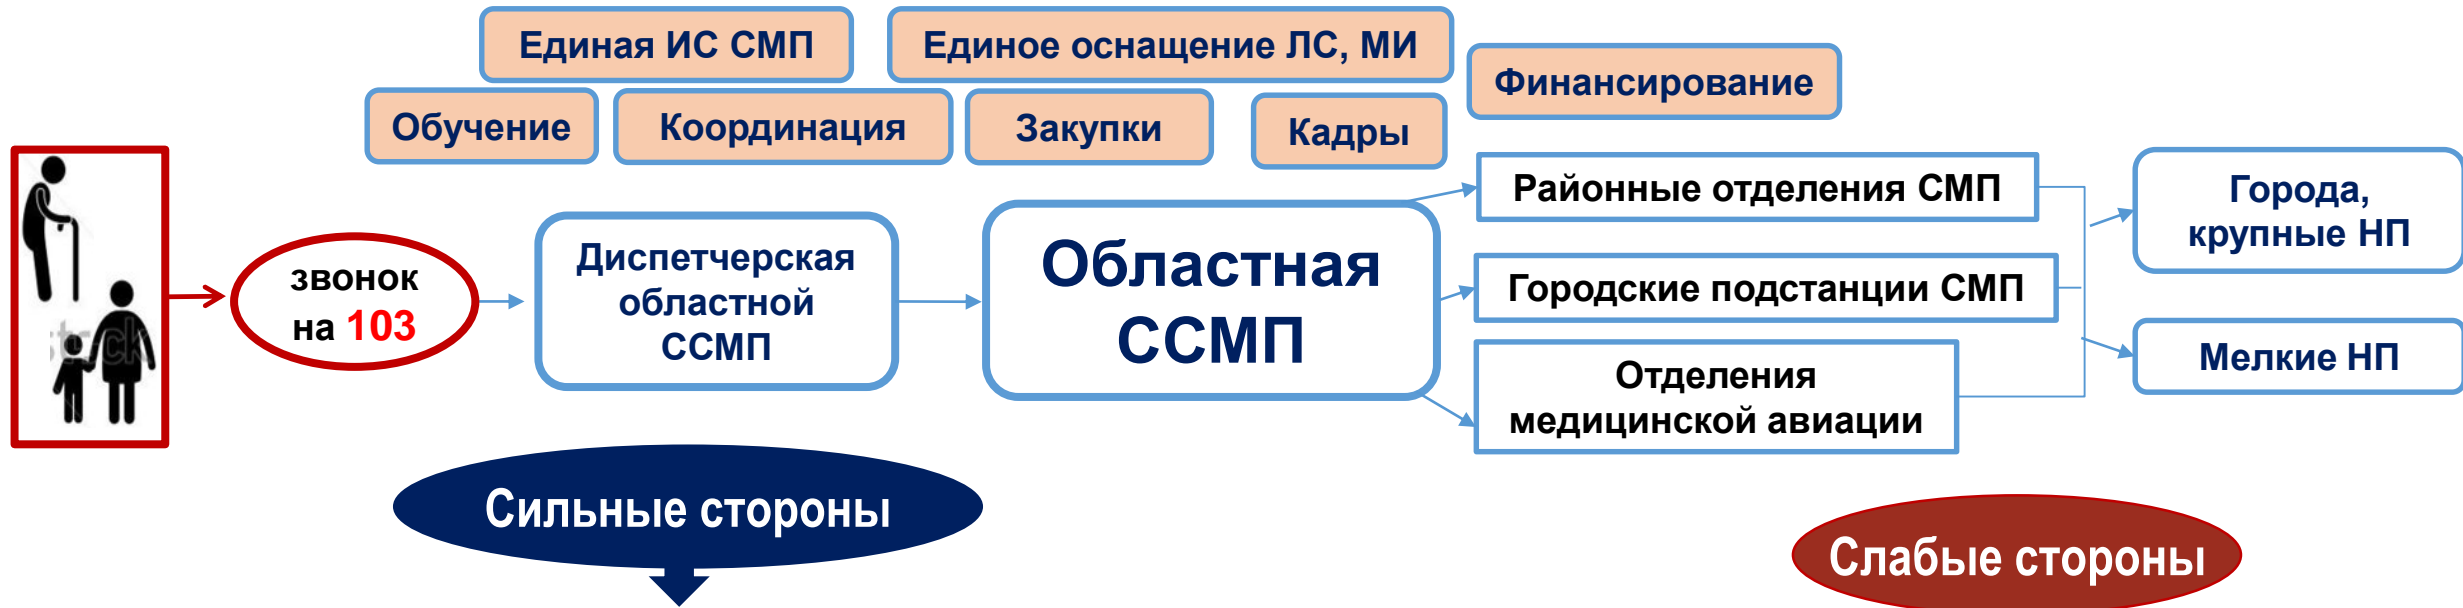 Единая ИС СМП
Единое оснащение ЛС, МИ
Финансирование
Обучение
Координация
Закупки
Кадры
звонок
на 103
Диспетчерская
областной
ССМП
Областная
ССМП
Районные отделения СМП
Городские подстанции СМП
Отделения
медицинской авиации
Города,
крупные НП
Мелкие НП
Сильные стороны
Слабые стороны